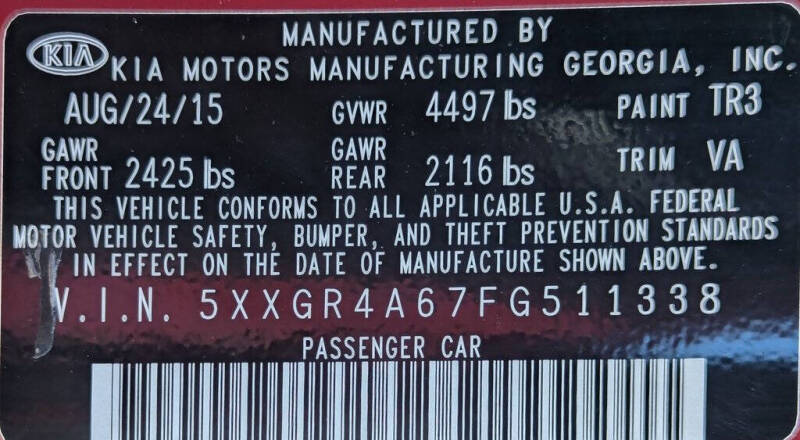 MANUFACTURED BY
KIA KIA MOTORS MANUFACTURING GEORGIA, INC.
AUG/24/15 GVWR 4497 lbs PAINT TR3
GAWR FRONT 2425 lbs GAWR REAR 2116 lbs TRIM VA
THIS VEHICLE CONFORMS TO ALL APPLICABLE U.S.A. FEDERAL
MOTOR VEHICLE SAFETY, BUMPER, AND THEFT PREVENTION STANDARDS
IN EFFECT ON THE DATE OF MANUFACTURE SHOWN ABOVE.
V.I.N. 5XXGR4A67FG511338
PASSENGER CAR